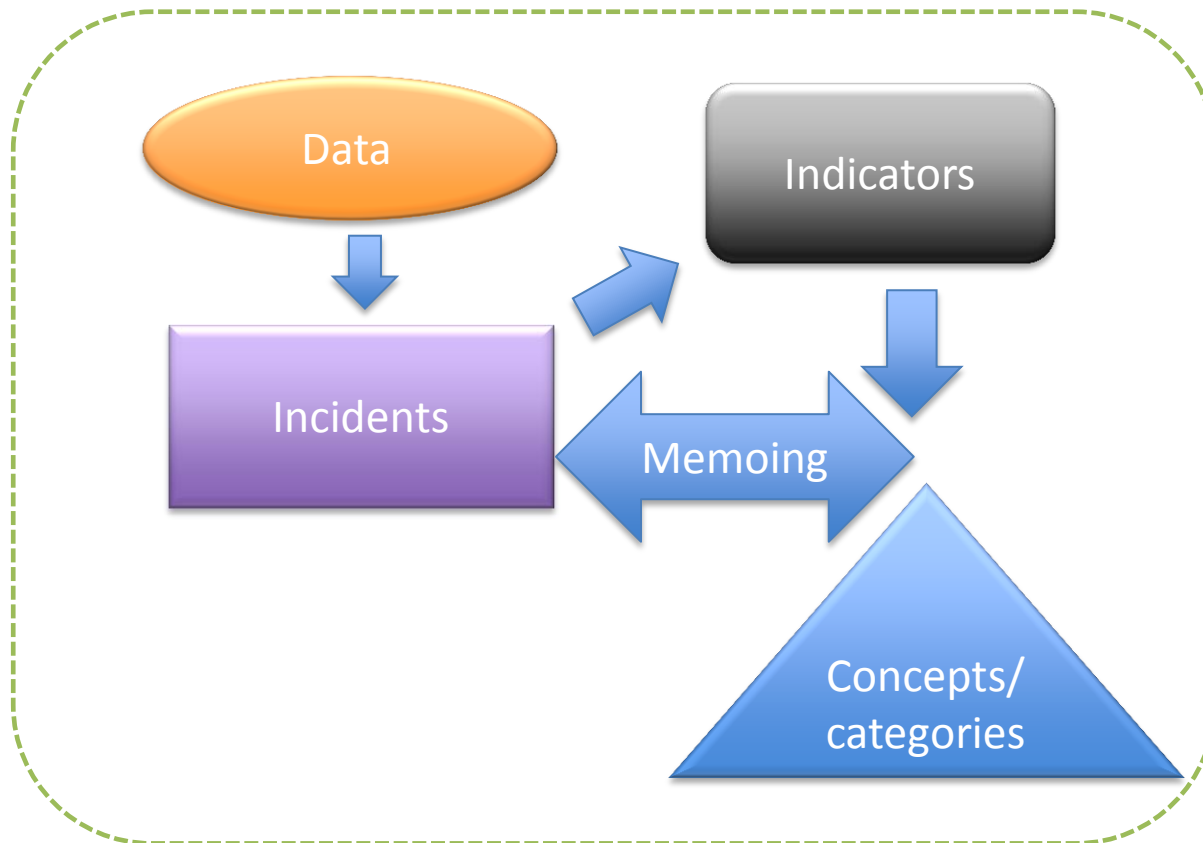 Data
Indicators
Incidents
Memoing
Concepts/
categories